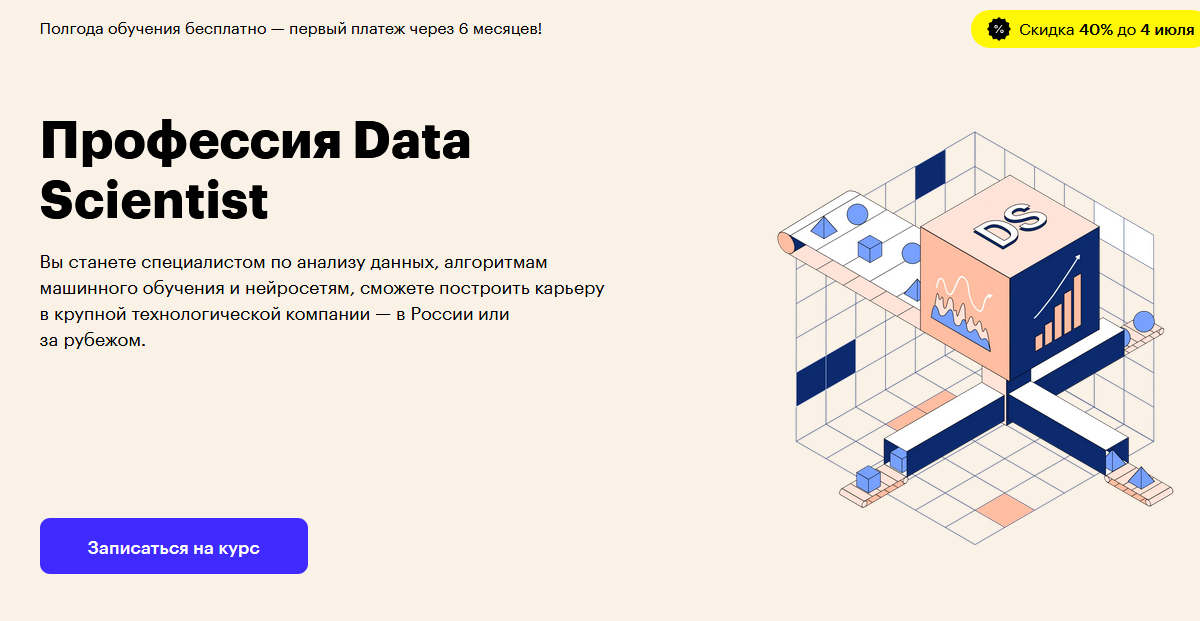 Полгода обучения бесплатно — первый платеж через 6 месяцев!
% Скидка 40% до 4 июля
Профессия Data
Scientist
Вы станете специалистом по анализу данных, алгоритмам
машинного обучения и нейросетям, сможете построить карьеру
в крупной технологической компании — в России или
за рубежом.
DS
Записаться на курс